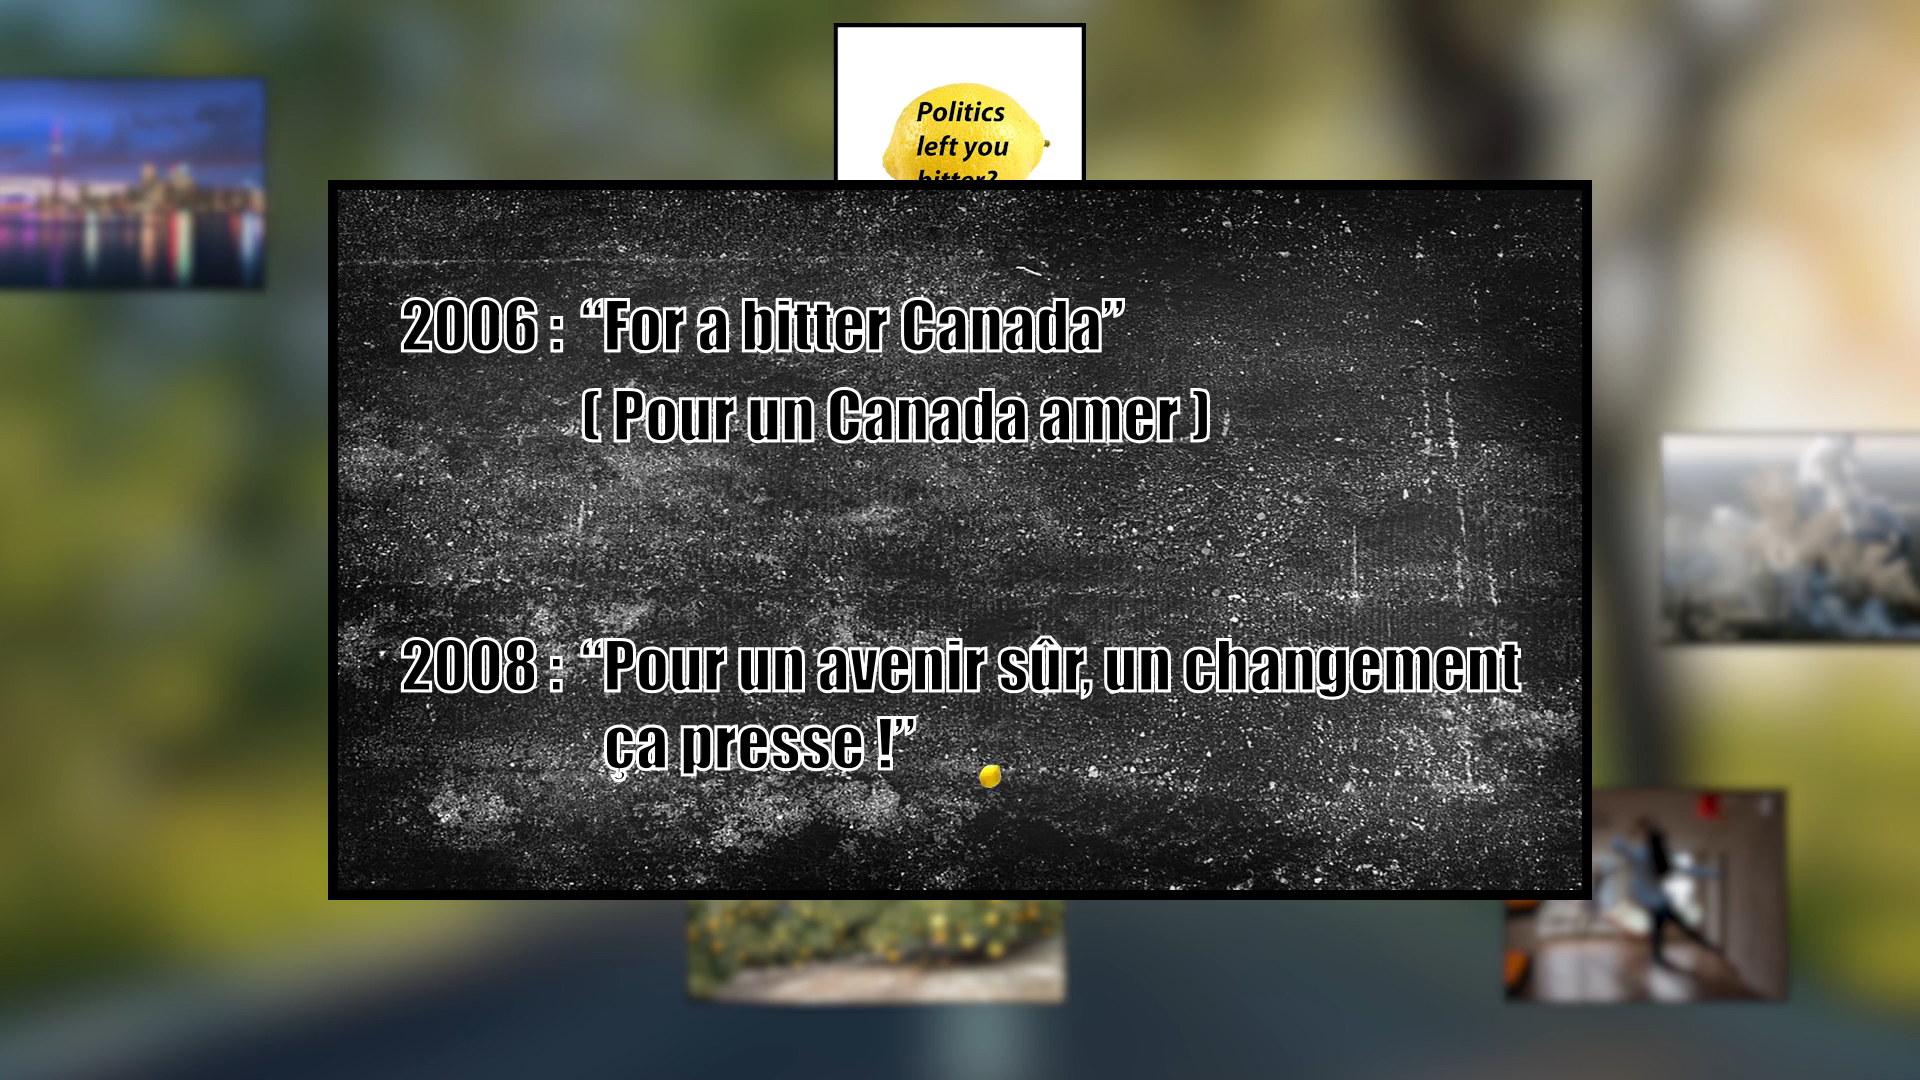 Politics
left you
bitter?
2006 : “For a bitter Canada”
( Pour un Canada amer )
2008 : “Pour un avenir sûr, un changement
ça presse !”